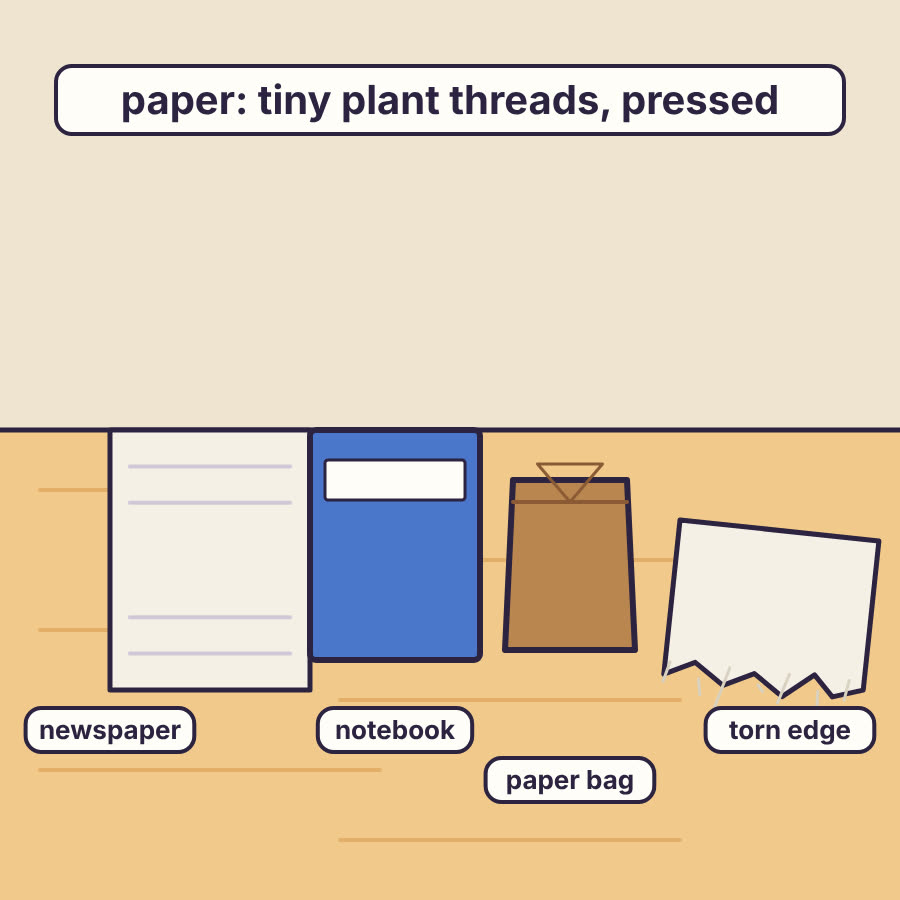 paper: tiny plant threads, pressed
newspaper
notebook
paper bag
torn edge